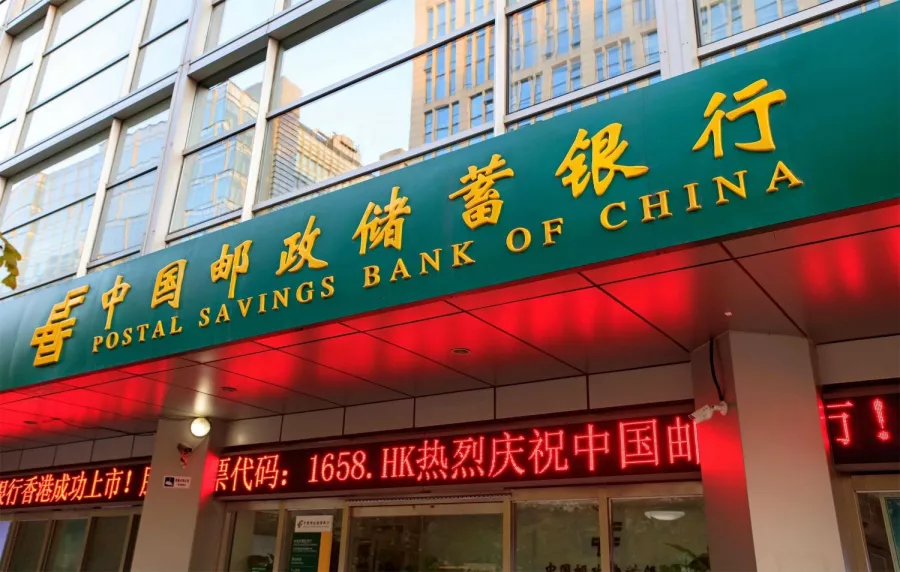 中国邮政储蓄银行
POSTAL SAVINGS BANK OF CHINA
银行香港成功上市！
票代码：1658.HK热烈庆祝中国邮
行！